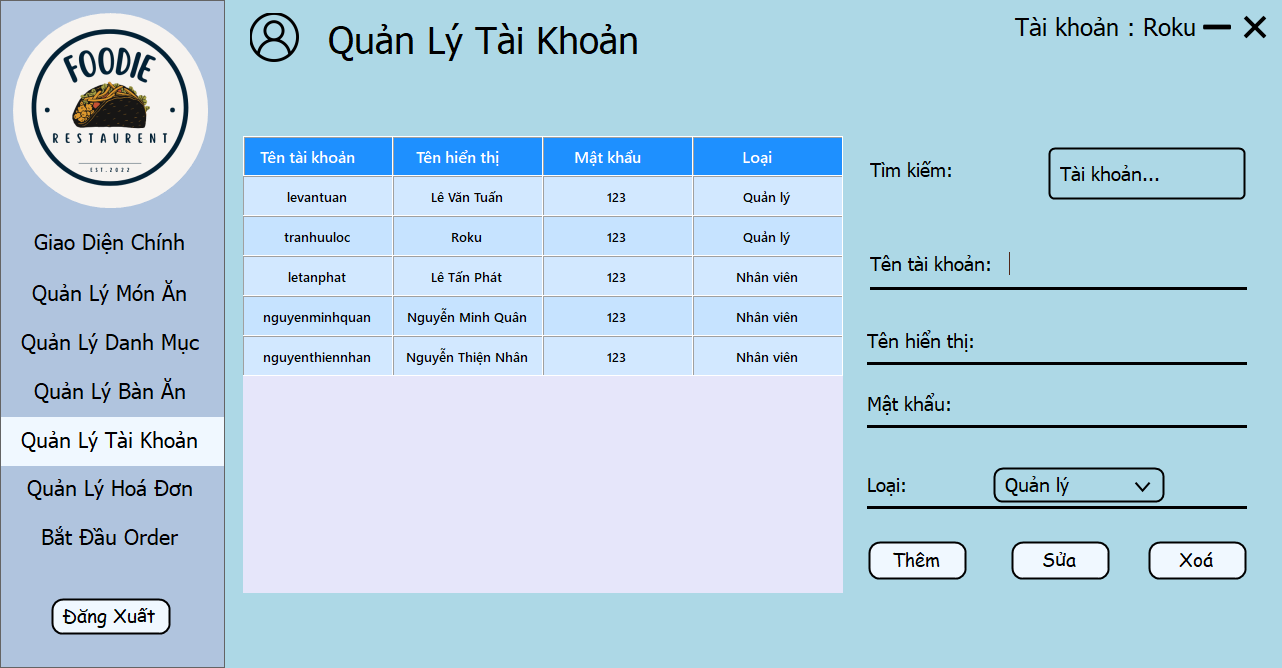 FOODIE
RESTAURENT
EST.2022
Giao Diện Chính
Quản Lý Món Ăn
Quản Lý Danh Mục
Quản Lý Bàn Ăn
Quản Lý Tài Khoản
Quản Lý Hoá Đơn
Bắt Đầu Order
Đăng Xuất
Quản Lý Tài Khoản
Tài khoản : Roku
Tên tài khoản Tên hiển thị Mật khẩu Loại
levantuan Lê Văn Tuấn 123 Quản lý
tranhuuloc Roku 123 Quản lý
letanphat Lê Tấn Phát 123 Nhân viên
nguyenminhquan Nguyễn Minh Quân 123 Nhân viên
nguyenthiennhan Nguyễn Thiện Nhân 123 Nhân viên
Tìm kiếm: Tài khoản...
Tên tài khoản:
Tên hiển thị:
Mật khẩu:
Loại: Quản lý
Thêm Sửa Xoá